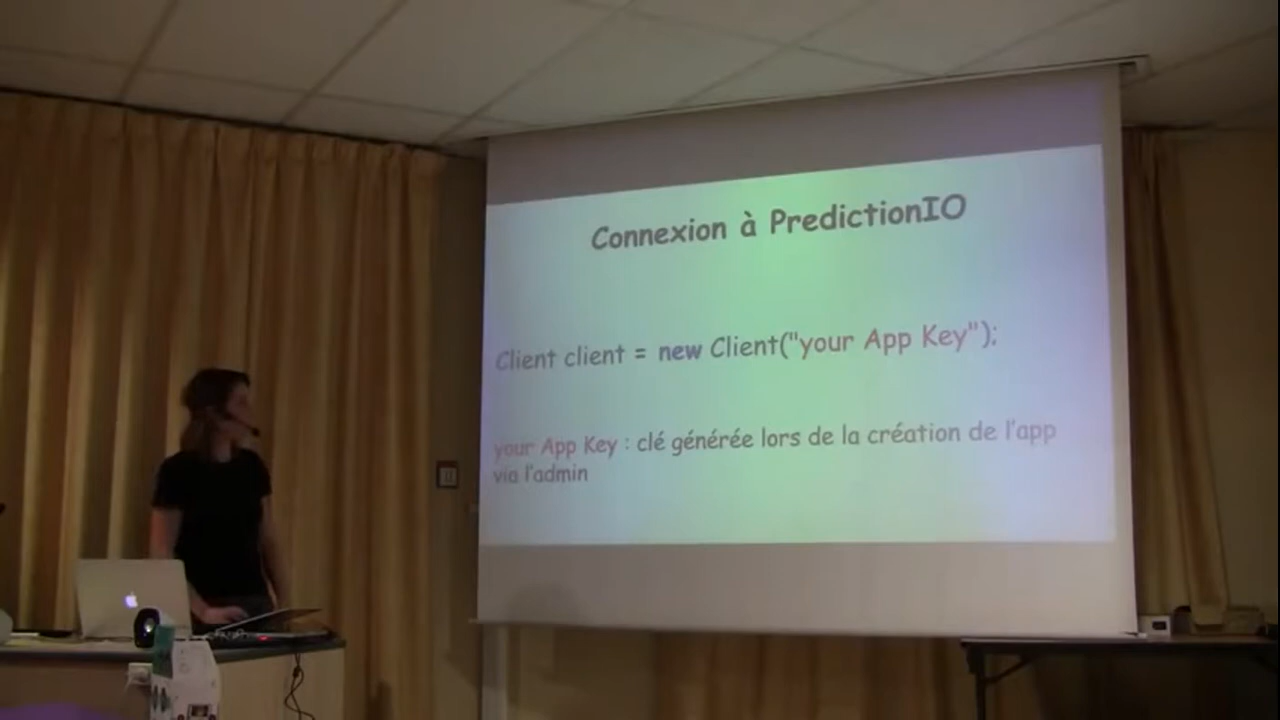 Connexion à PredictionIO
Client client = new Client("your App Key");
your App Key : clé générée lors de la création de l'app
via l'admin